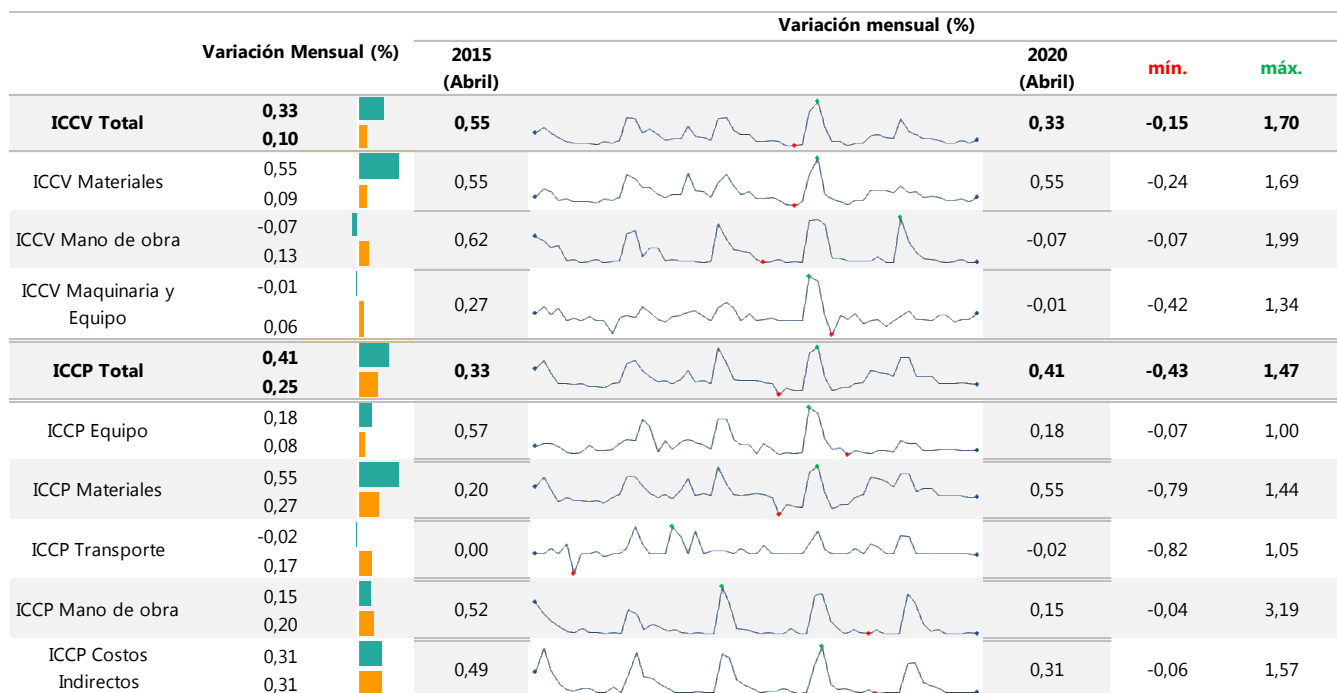 Variación mensual (%)
Variación Mensual (%) 2015 (Abril) 2020 (Abril) mín. máx.
ICCV Total 0,33 0,10 0,55 0,33 -0,15 1,70
ICCV Materiales 0,55 0,09 0,55 0,55 -0,24 1,69
ICCV Mano de obra -0,07 0,13 0,62 -0,07 -0,07 1,99
ICCV Maquinaria y Equipo -0,01 0,06 0,27 -0,01 -0,42 1,34
ICCP Total 0,41 0,25 0,33 0,41 -0,43 1,47
ICCP Equipo 0,18 0,08 0,57 0,18 -0,07 1,00
ICCP Materiales 0,55 0,27 0,20 0,55 -0,79 1,44
ICCP Transporte -0,02 0,17 0,00 -0,02 -0,82 1,05
ICCP Mano de obra 0,15 0,20 0,52 0,15 -0,04 3,19
ICCP Costos Indirectos 0,31 0,31 0,49 0,31 -0,06 1,57